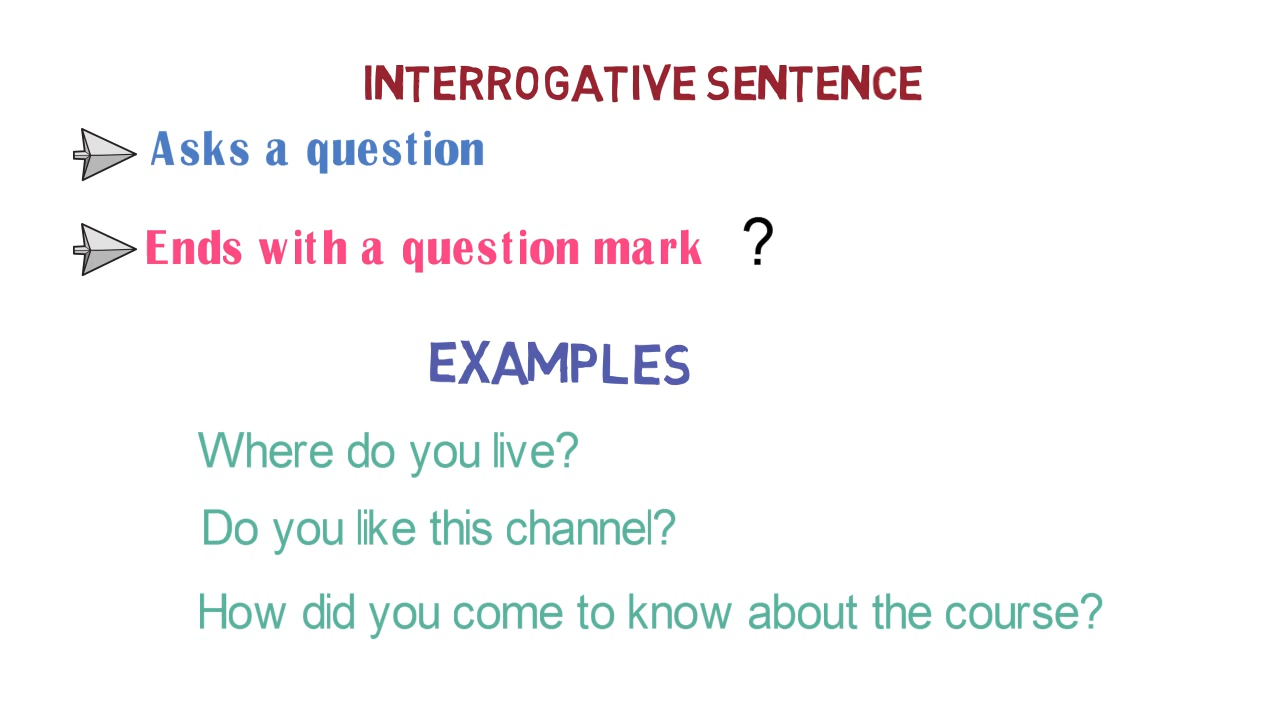 INTERROGATIVE SENTENCE
Asks a question
Ends with a question mark ?
EXAMPLES
Where do you live?
Do you like this channel?
How did you come to know about the course?